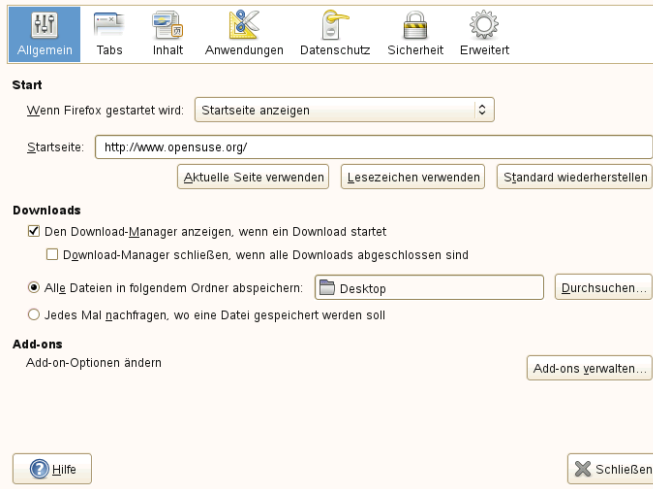 Allgemein Tabs Inhalt Anwendungen Datenschutz Sicherheit Erweitert
Start
Wenn Firefox gestartet wird: Startseite anzeigen
Startseite: http://www.opensuse.org/
Aktuelle Seite verwenden Lesezeichen verwenden Standard wiederherstellen
Downloads
Den Download-Manager anzeigen, wenn ein Download startet
Download-Manager schließen, wenn alle Downloads abgeschlossen sind
Alle Dateien in folgendem Ordner abspeichern: Desktop Durchsuchen...
Jedes Mal nachfragen, wo eine Datei gespeichert werden soll
Add-ons
Add-on-Optionen ändern
Add-ons verwalten...
Hilfe Schließen